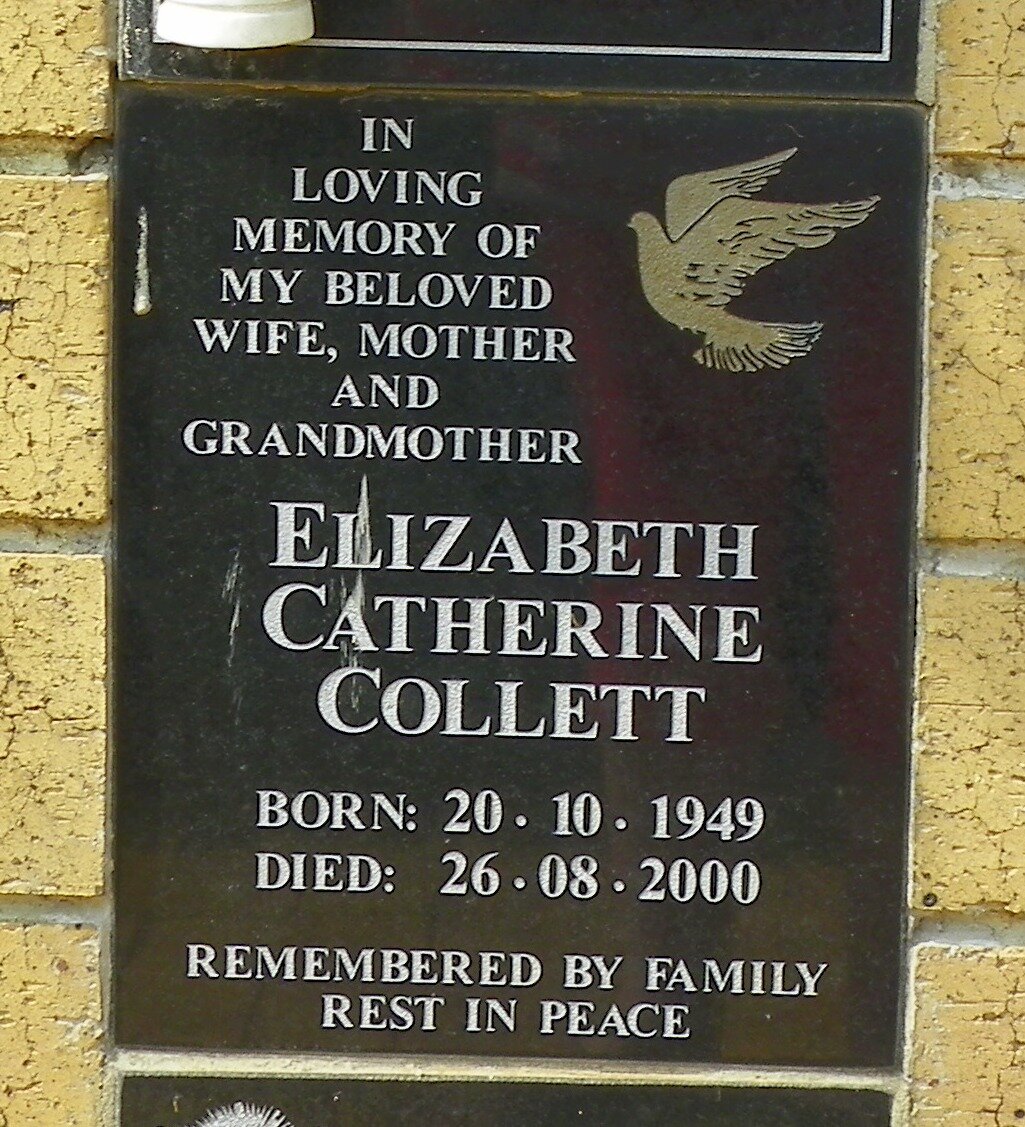 IN
LOVING
MEMORY OF
MY BELOVED
WIFE, MOTHER
AND
GRANDMOTHER
ELIZABETH
CATHERINE
COLLETT
BORN: 20 · 10 · 1949
DIED: 26 · 08 · 2000
REMEMBERED BY FAMILY
REST IN PEACE